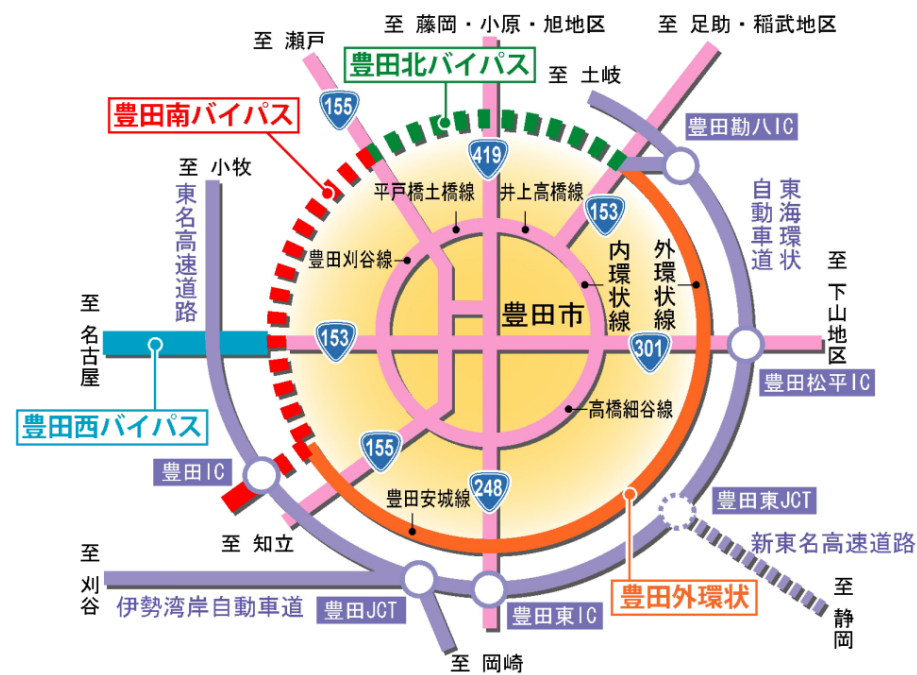 至 藤岡・小原・旭地区
至 足助・稲武地区
至 瀬戸
豊田北バイパス
至 土岐
豊田南バイパス
155
豊田勘八IC
419
至 小牧
平戸橋土橋線
井上高橋線
153
東名高速道路
東海環状
自動車道
豊田刈谷線
内環状線
外環状線
至 下山地区
至 名古屋
豊田市
153
301
豊田松平IC
豊田西バイパス
高橋細谷線
155
豊田IC
248
豊田安城線
豊田東JCT
至 知立
新東名高速道路
至 刈谷
伊勢湾岸自動車道
豊田JCT
豊田東IC
豊田外環状
至 静岡
至 岡崎